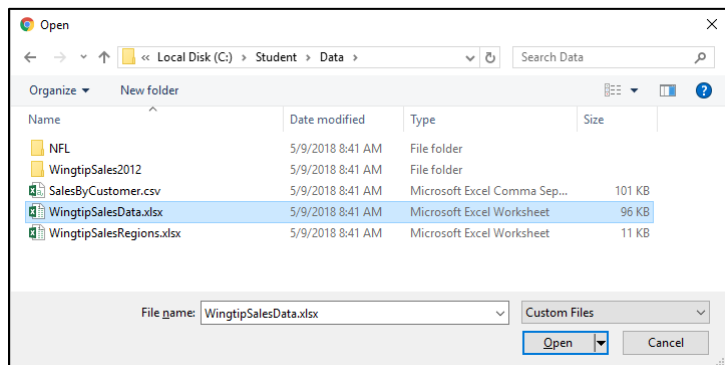 Open
« Local Disk (C:) › Student › Data ›
Search Data
Organize
New folder
Name Date modified Type Size
NFL 5/9/2018 8:41 AM File folder
WingtipSales2012 5/9/2018 8:41 AM File folder
SalesByCustomer.csv 5/9/2018 8:41 AM Microsoft Excel Comma Sep... 101 KB
WingtipSalesData.xlsx 5/9/2018 8:41 AM Microsoft Excel Worksheet 96 KB
WingtipSalesRegions.xlsx 5/9/2018 8:41 AM Microsoft Excel Worksheet 11 KB
File name: WingtipSalesData.xlsx Custom Files
Open Cancel